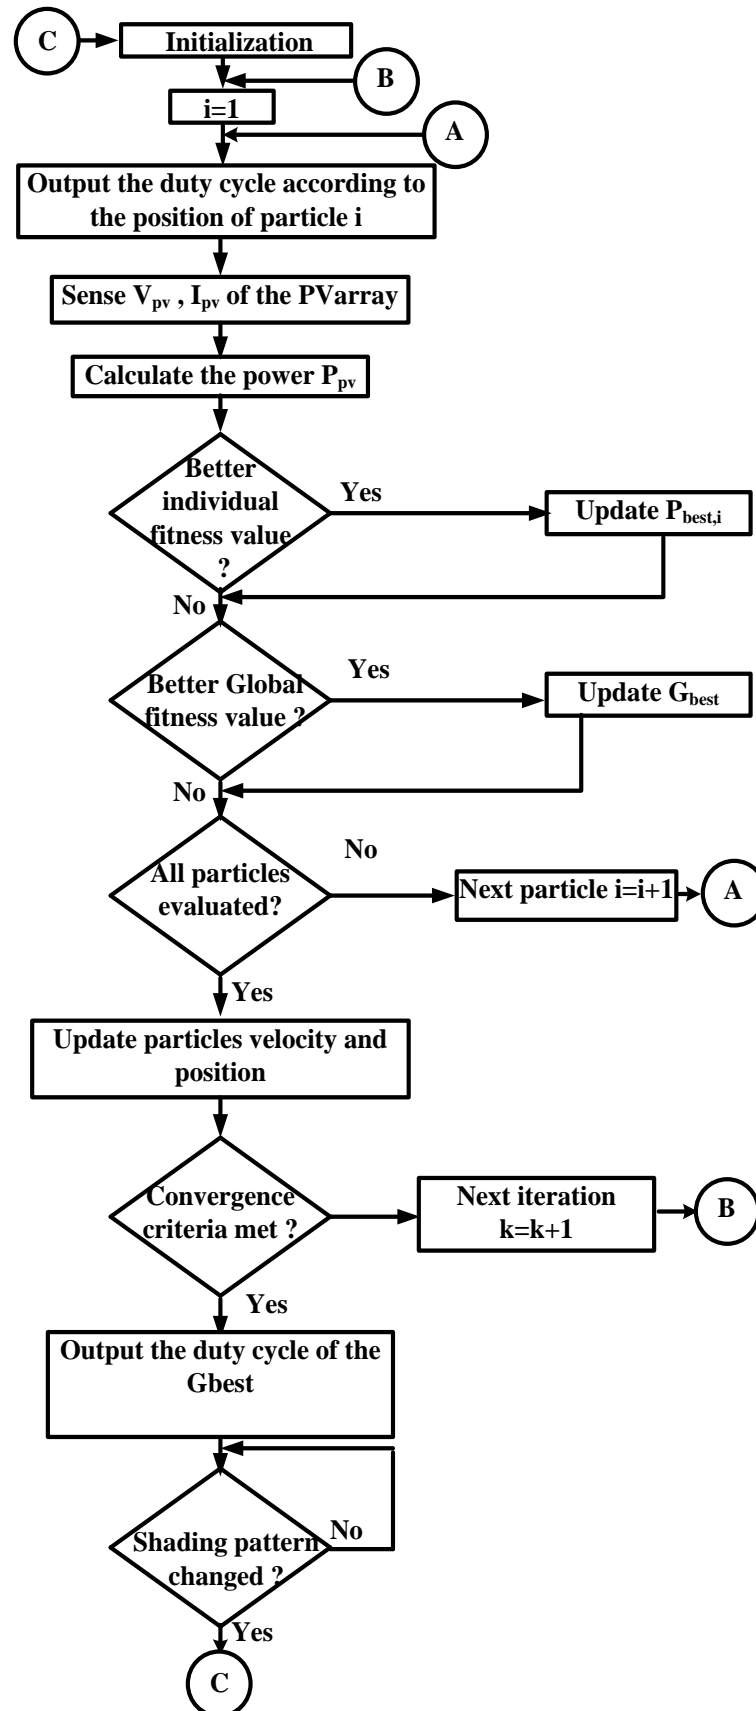 C
Initialization
B
i=1
A
Output the duty cycle according to
the position of particle i
Sense Vpv , Ipv of the PVarray
Calculate the power Ppv
Better
individual
fitness value
?
Yes
Update Pbest,i
No
Better Global
fitness value ?
Yes
Update Gbest
No
All particles
evaluated?
No
Next particle i=i+1
A
Yes
Update particles velocity and
position
Convergence
criteria met ?
Next iteration
k=k+1
B
Yes
Output the duty cycle of the
Gbest
Shading pattern
changed ?
No
Yes
C